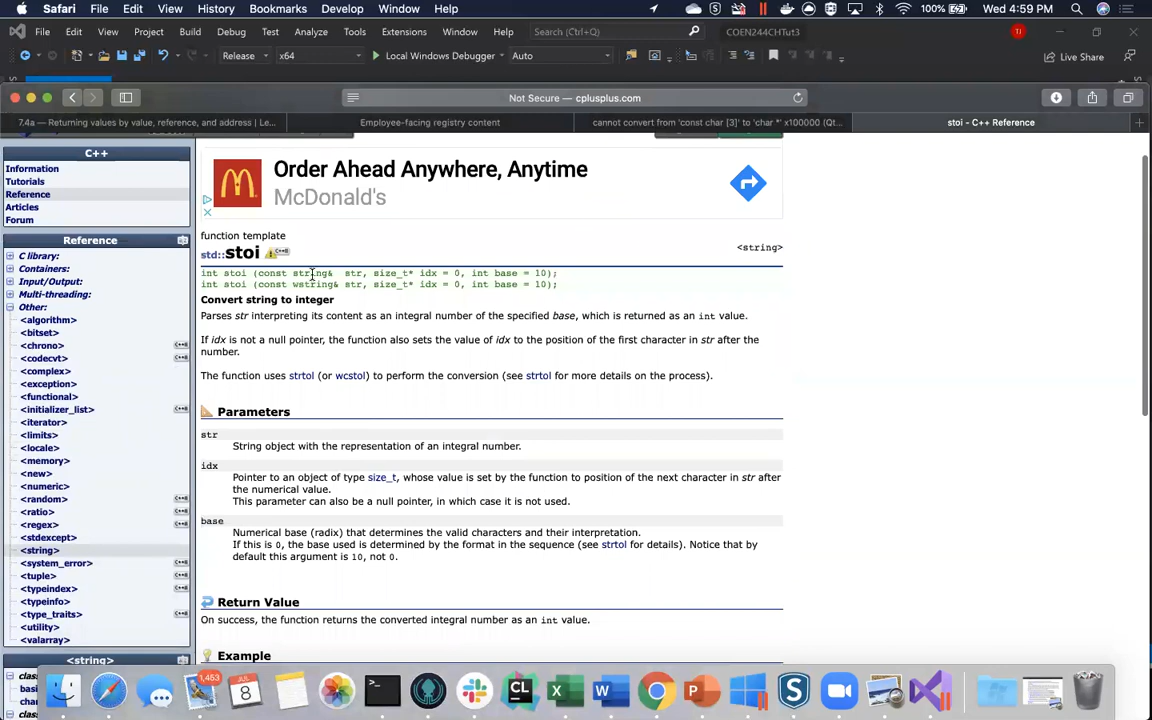 Safari File Edit View History Bookmarks Develop Window Help 100% Wed 4:59 PM
File Edit View Project Build Debug Test Analyze Tools Extensions Window Help Search (Ctrl+Q) COEN244CHTut3 TI
Release x64 Local Windows Debugger Auto Live Share
Not Secure — cplusplus.com
7.4a — Returning values by value, reference, and address | Le... Employee-facing registry content cannot convert from 'const char [3]' to 'char *' x100000 (Qt... stoi - C++ Reference
C++
Information
Tutorials
Reference
Articles
Forum
Reference
C library:
Containers:
Input/Output:
Multi-threading:
Other:
<algorithm>
<bitset>
<chrono>
<codecvt>
<complex>
<exception>
<functional>
<initializer_list>
<iterator>
<limits>
<locale>
<memory>
<new>
<numeric>
<random>
<ratio>
<regex>
<stdexcept>
<string>
<system_error>
<tuple>
<typeindex>
<typeinfo>
<type_traits>
<utility>
<valarray>
<string>
Order Ahead Anywhere, Anytime
McDonald's
function template
std::stoi <string>
int stoi (const string& str, size_t* idx = 0, int base = 10);
int stoi (const wstring& str, size_t* idx = 0, int base = 10);
Convert string to integer
Parses str interpreting its content as an integral number of the specified base, which is returned as an int value.
If idx is not a null pointer, the function also sets the value of idx to the position of the first character in str after the
number.
The function uses strtol (or wcstol) to perform the conversion (see strtol for more details on the process).
Parameters
str
String object with the representation of an integral number.
idx
Pointer to an object of type size_t, whose value is set by the function to position of the next character in str after
the numerical value.
This parameter can also be a null pointer, in which case it is not used.
base
Numerical base (radix) that determines the valid characters and their interpretation.
If this is 0, the base used is determined by the format in the sequence (see strtol for details). Notice that by
default this argument is 10, not 0.
Return Value
On success, the function returns the converted integral number as an int value.
Example
1,463
JUL
8
CL